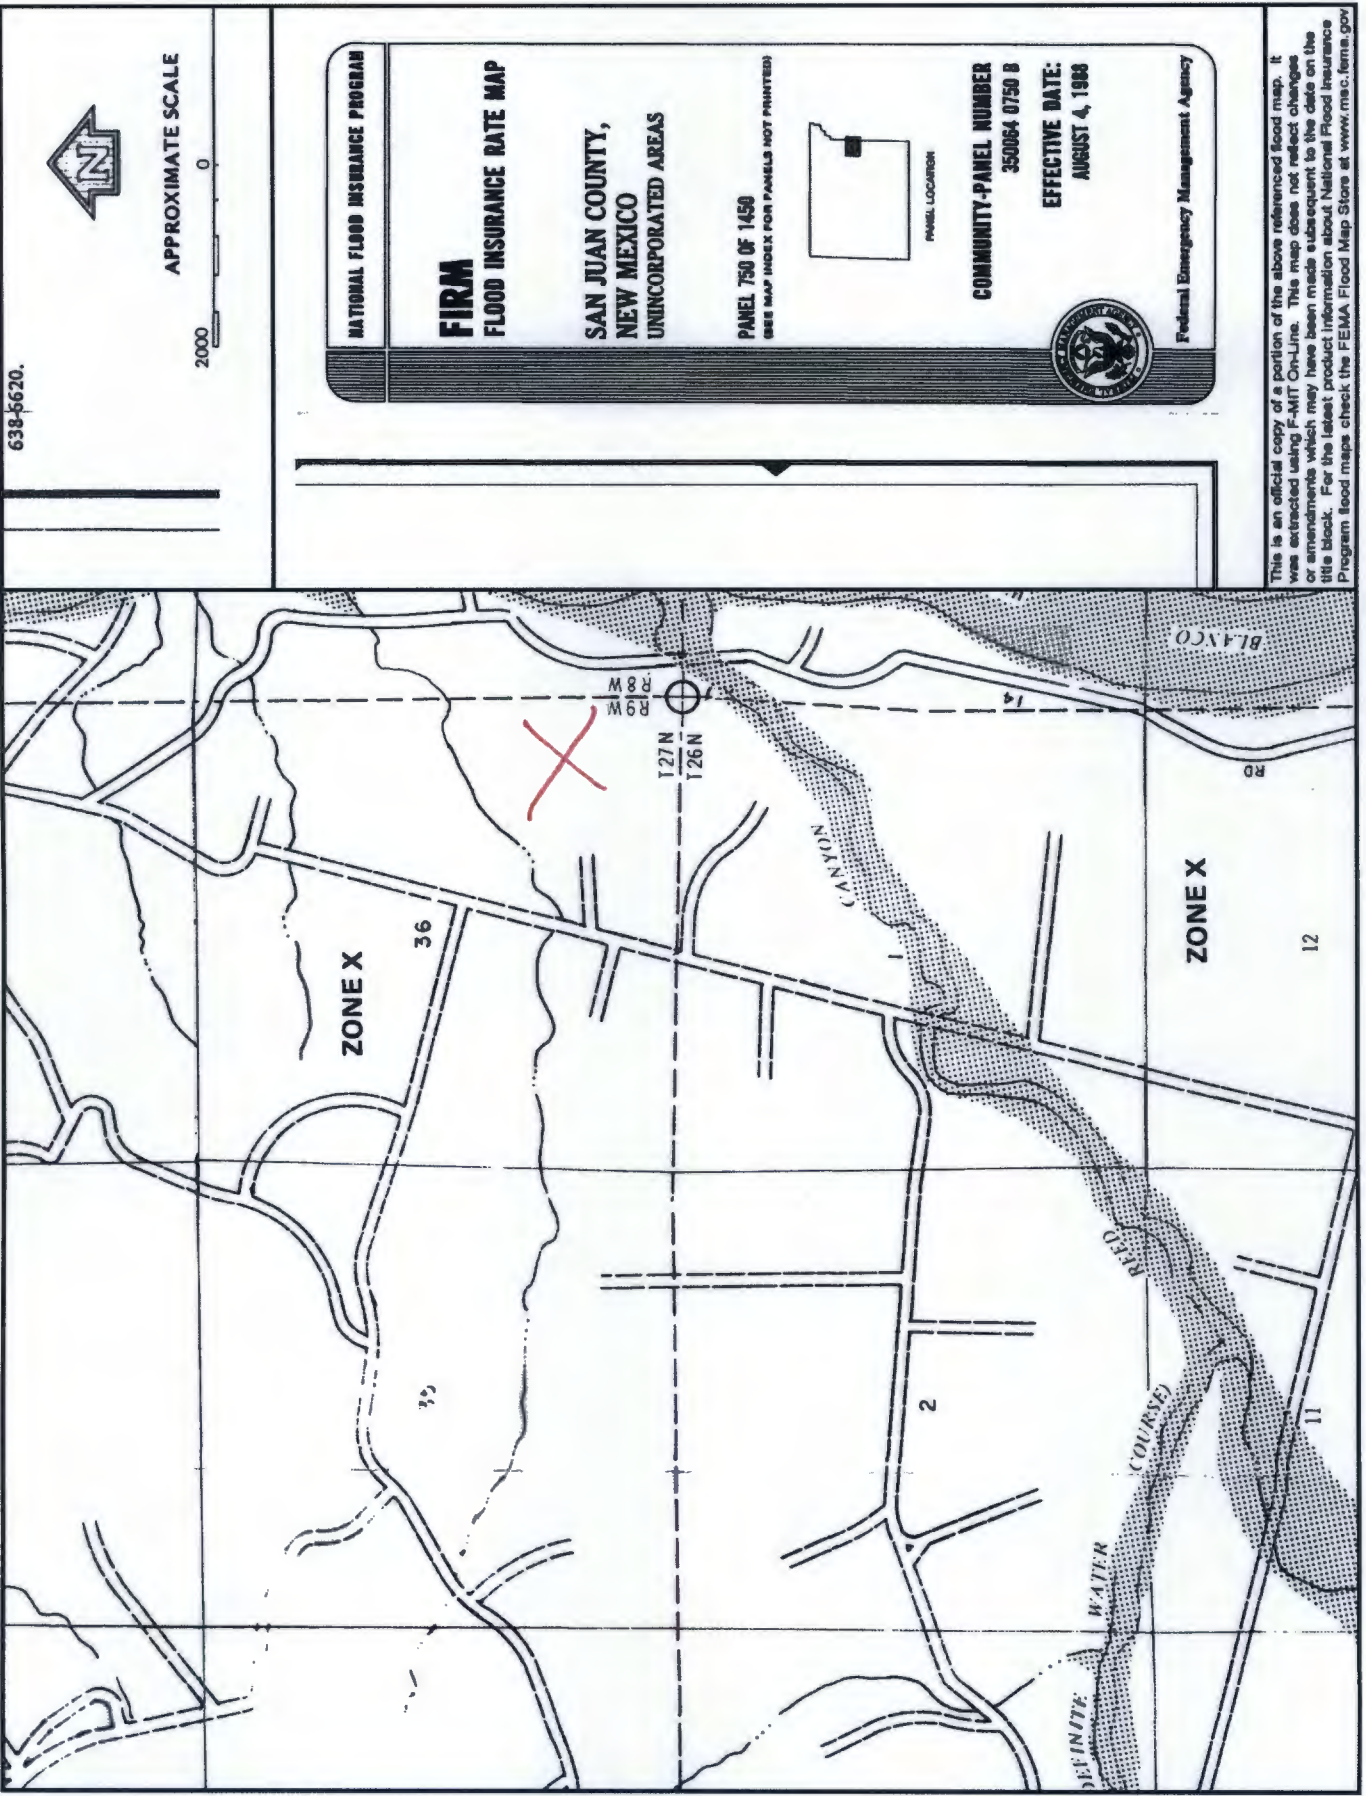 638-6620.
N
APPROXIMATE SCALE
2000 0
NATIONAL FLOOD INSURANCE PROGRAM
FIRM
FLOOD INSURANCE RATE MAP
SAN JUAN COUNTY,
NEW MEXICO
UNINCORPORATED AREAS
PANEL 750 OF 1450
(SEE MAP INDEX FOR PANELS NOT PRINTED)
PANEL LOCATION
COMMUNITY-PANEL NUMBER
350064 0750 B
EFFECTIVE DATE:
AUGUST 4, 1988
Federal Emergency Management Agency
This is an official copy of a portion of the above referenced flood map. It
was extracted using F-MIT On-Line. This map does not reflect changes
or amendments which may have been made subsequent to the date on the
title block. For the latest product information about National Flood Insurance
Program flood maps check the FEMA Flood Map Store at www.msc.fema.gov
R8W
R9W
T27N
T26N
ZONE X
36
35
CANYON
1
14
RD
BLANCO
ZONE X
12
REED
2
11
WATER
COURSE)